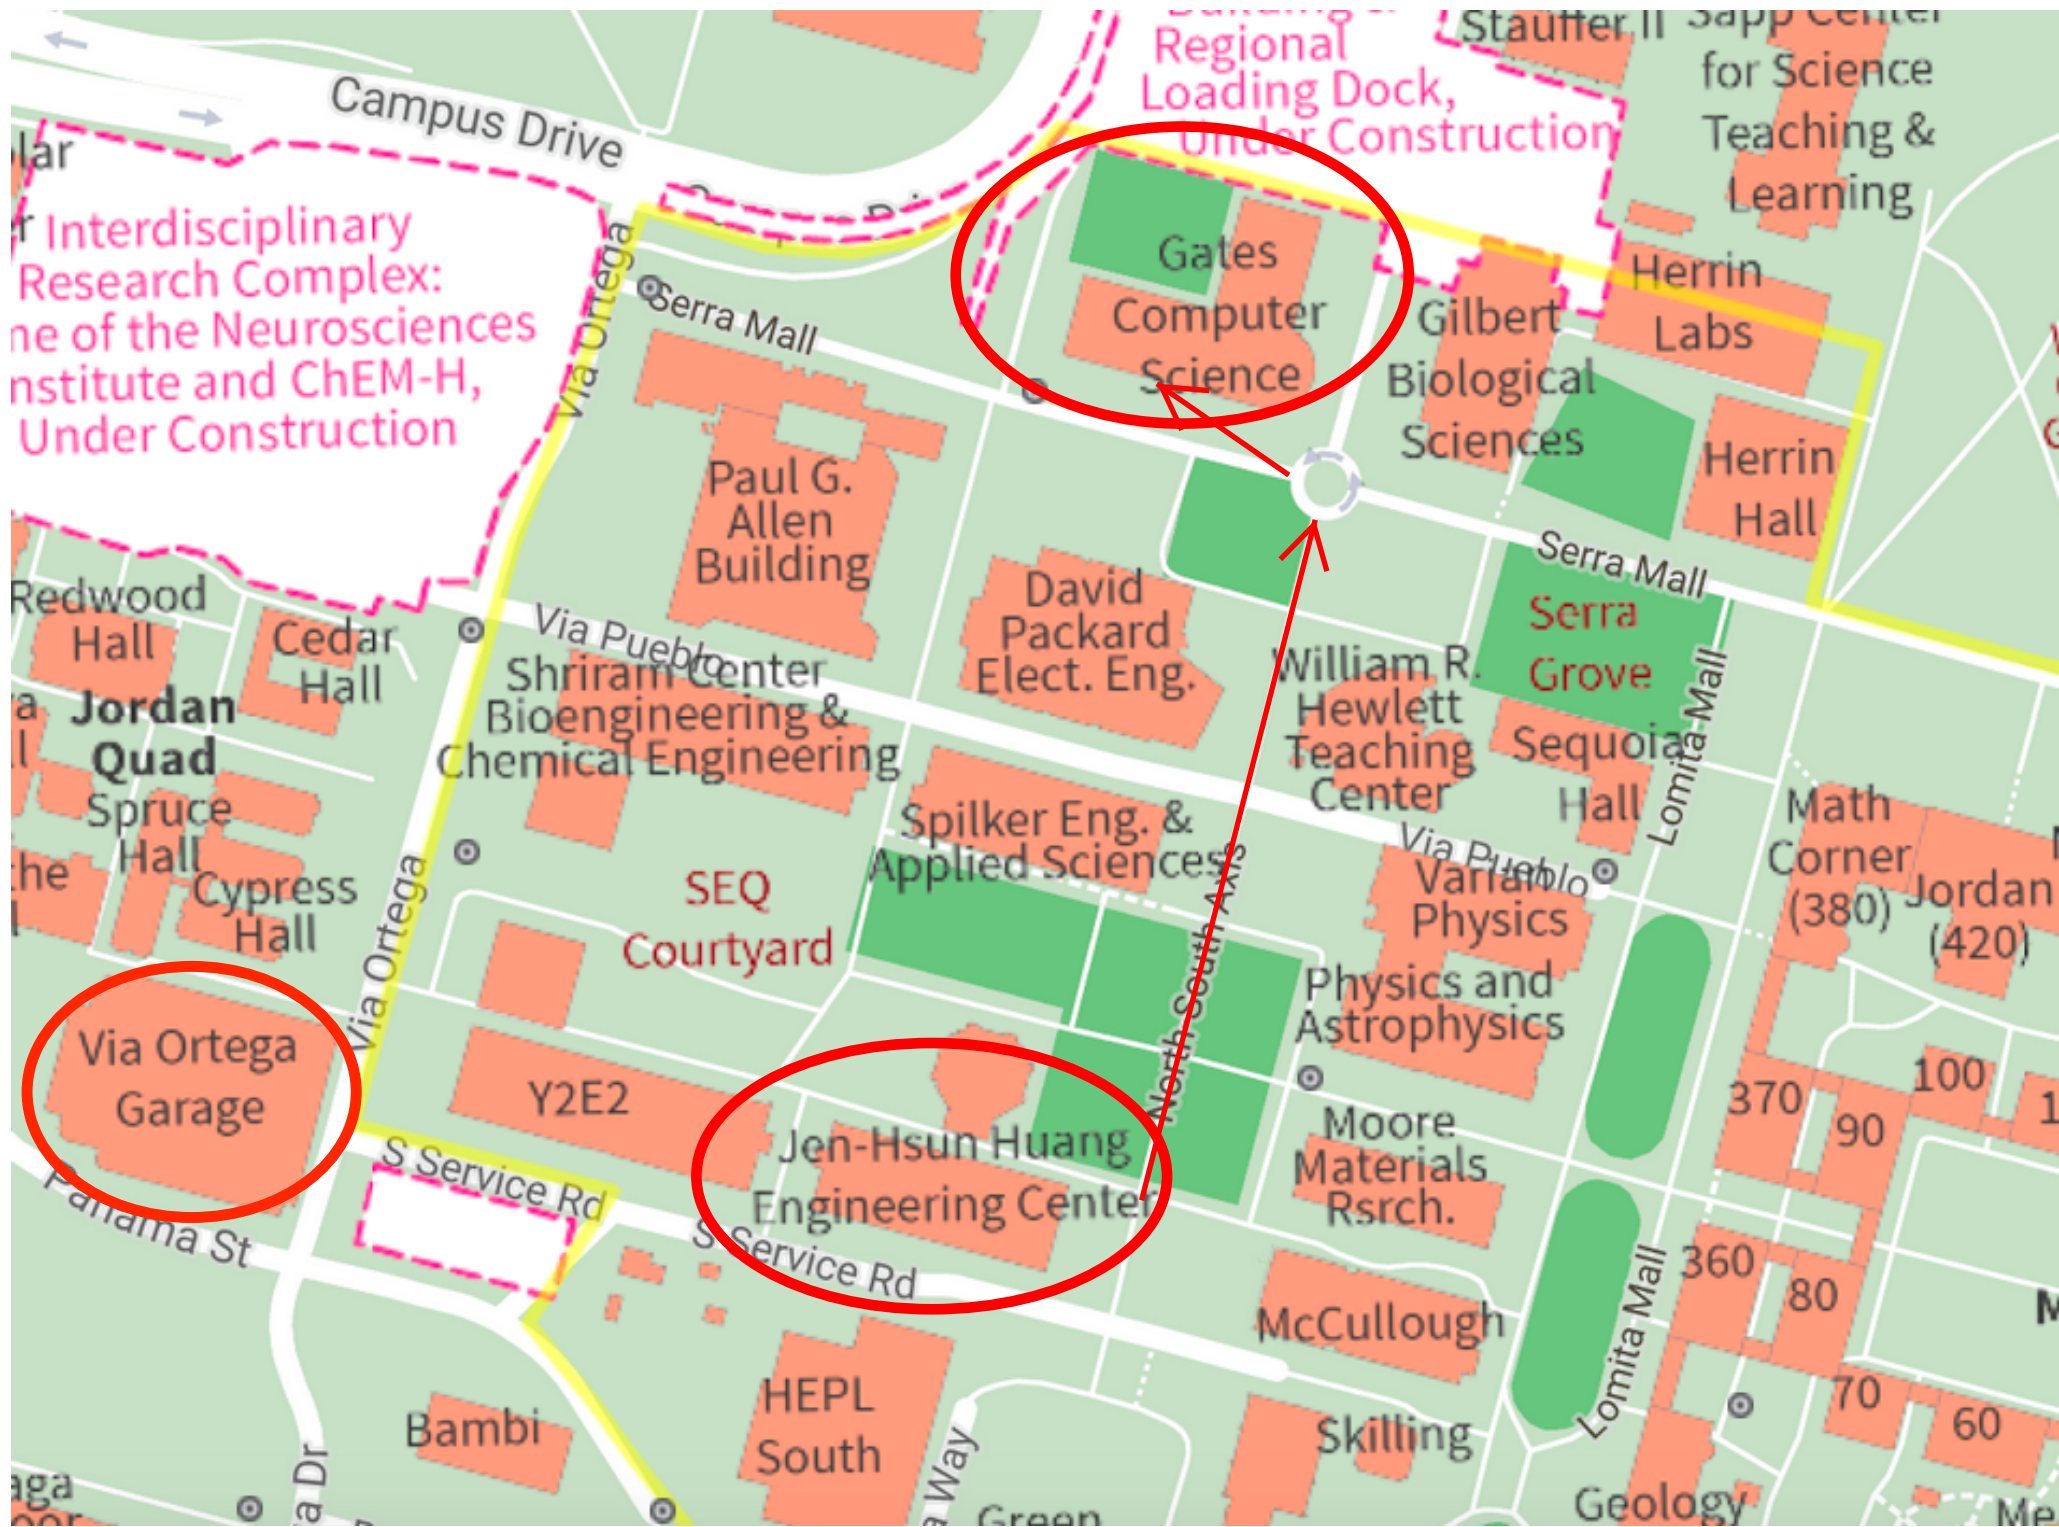 Regional
Loading Dock,
Under Construction
Stauffer II
Sapp Center
for Science
Teaching &
Learning
Campus Drive
Interdisciplinary
Research Complex:
ne of the Neurosciences
nstitute and ChEM-H,
Under Construction
Via Ortega
Serra Mall
Gates
Computer
Science
Gilbert
Biological
Sciences
Herrin
Labs
Herrin
Hall
Paul G.
Allen
Building
David
Packard
Elect. Eng.
Serra Mall
Serra
Grove
Redwood
Hall
Cedar
Hall
Jordan
Quad
Via Pueblo
Shriram Center
Bioengineering &
Chemical Engineering
William R.
Hewlett
Teaching
Center
Sequoia
Hall
Lomita Mall
Math
Corner
(380)
Jordan
(420)
Spruce
Hall
Cypress
Hall
Spilker Eng. &
Applied Sciences
Via Pueblo
Varian
Physics
SEQ
Courtyard
Via Ortega
North South Axis
Physics and
Astrophysics
Via Ortega
Garage
Y2E2
Jen-Hsun Huang
Engineering Center
Moore
Materials
Rsrch.
370
90
100
S Service Rd
S Service Rd
Panama St
McCullough
360
80
Lomita Mall
70
60
Bambi
HEPL
South
Skilling
Geology
Green
Way
Dr